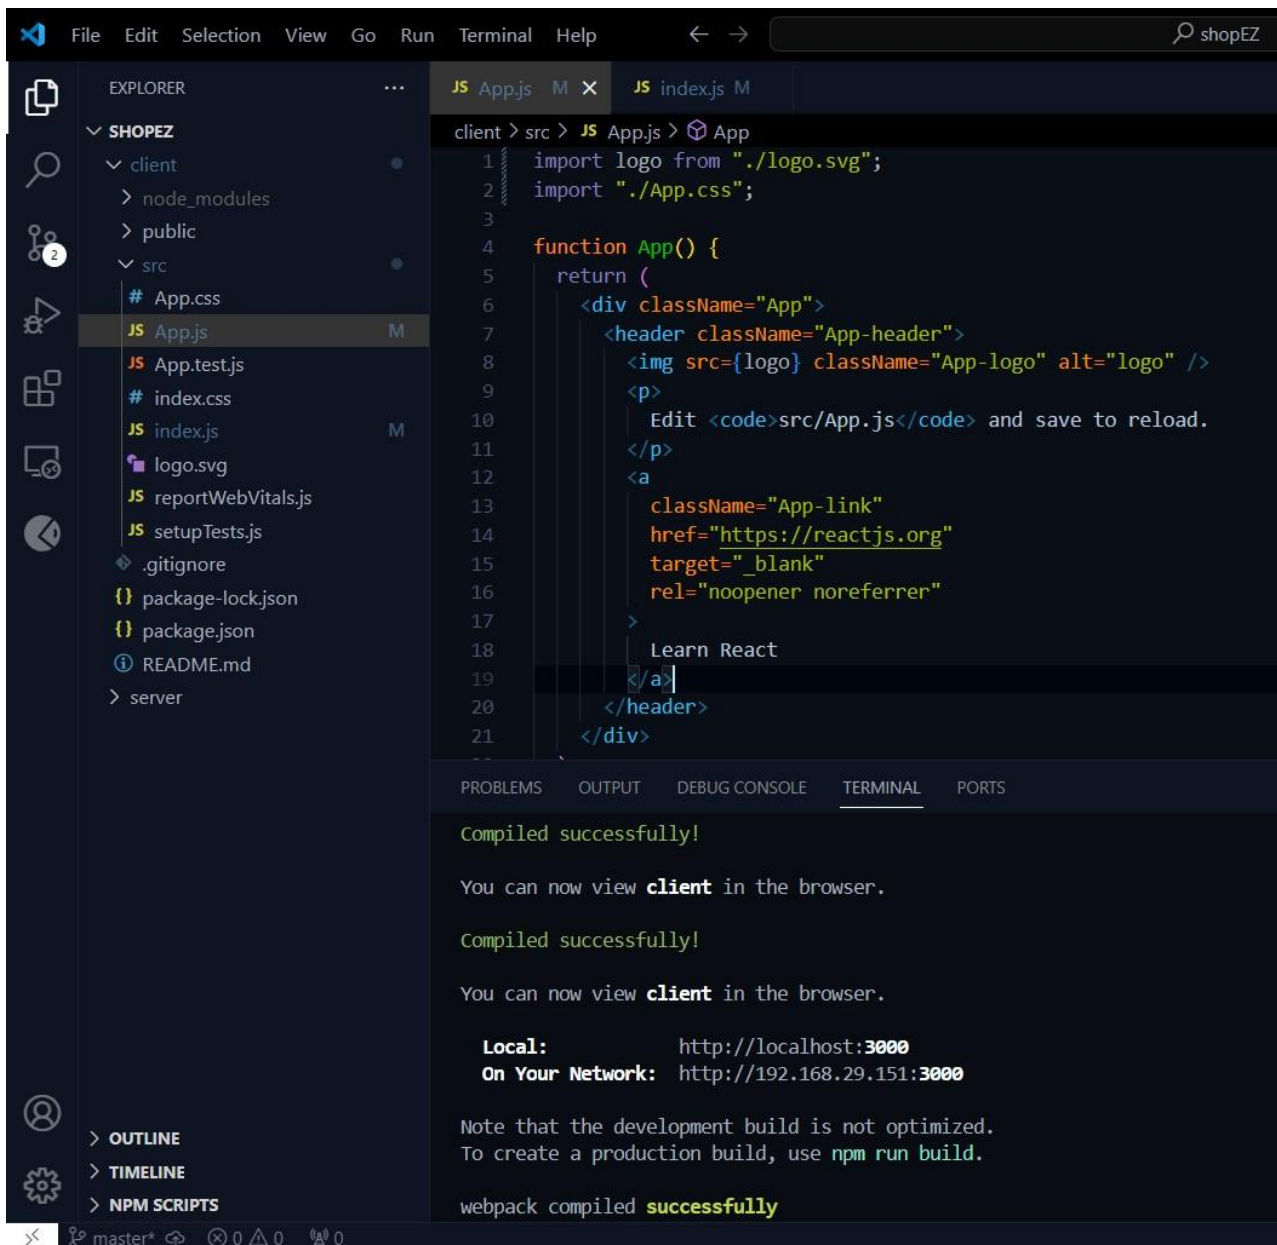 File Edit Selection View Go Run Terminal Help shopEZ
EXPLORER
SHOPEZ
client
node_modules
public
src
# App.css
JS App.js M
JS App.test.js
# index.css
JS index.js M
logo.svg
JS reportWebVitals.js
JS setupTests.js
.gitignore
{} package-lock.json
{} package.json
README.md
server
OUTLINE
TIMELINE
NPM SCRIPTS
2
JS App.js M JS index.js M
client > src > JS App.js > App
1 import logo from "./logo.svg";
2 import "./App.css";
3
4 function App() {
5 return (
6 <div className="App">
7 <header className="App-header">
8 <img src={logo} className="App-logo" alt="logo" />
9 <p>
10 Edit <code>src/App.js</code> and save to reload.
11 </p>
12 <a
13 className="App-link"
14 href="https://reactjs.org"
15 target="_blank"
16 rel="noopener noreferrer"
17 >
18 Learn React
19 </a>
20 </header>
21 </div>
PROBLEMS OUTPUT DEBUG CONSOLE TERMINAL PORTS
Compiled successfully!
You can now view client in the browser.
Compiled successfully!
You can now view client in the browser.
Local: http://localhost:3000
On Your Network: http://192.168.29.151:3000
Note that the development build is not optimized.
To create a production build, use npm run build.
webpack compiled successfully
master* 0 0 0